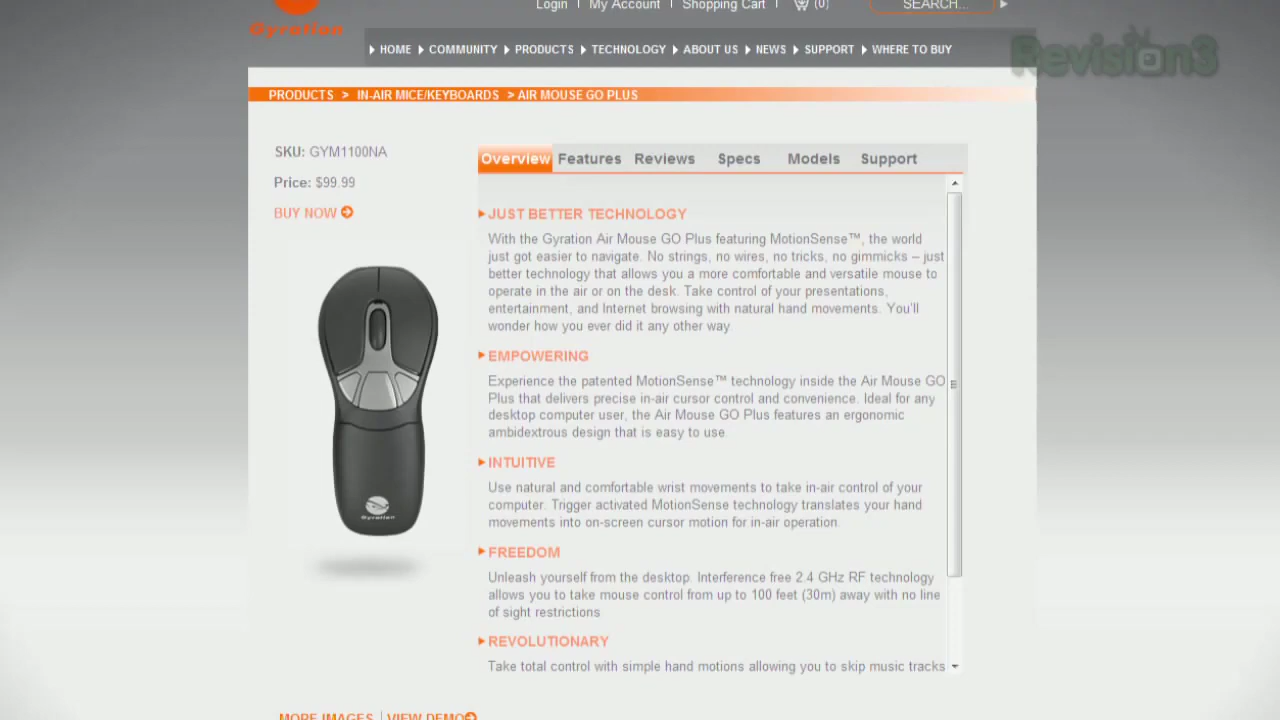 Login | My Account | Shopping Cart | (0) SEARCH...
Gyration
HOME COMMUNITY PRODUCTS TECHNOLOGY ABOUT US NEWS SUPPORT WHERE TO BUY
Revision3
PRODUCTS > IN-AIR MICE/KEYBOARDS > AIR MOUSE GO PLUS
SKU: GYM1100NA
Price: $99.99
BUY NOW
Gyration
Overview Features Reviews Specs Models Support
JUST BETTER TECHNOLOGY
With the Gyration Air Mouse GO Plus featuring MotionSense™, the world
just got easier to navigate. No strings, no wires, no tricks, no gimmicks – just
better technology that allows you a more comfortable and versatile mouse to
operate in the air or on the desk. Take control of your presentations,
entertainment, and Internet browsing with natural hand movements. You'll
wonder how you ever did it any other way
EMPOWERING
Experience the patented MotionSense™ technology inside the Air Mouse GO
Plus that delivers precise in-air cursor control and convenience. Ideal for any
desktop computer user, the Air Mouse GO Plus features an ergonomic
ambidextrous design that is easy to use
INTUITIVE
Use natural and comfortable wrist movements to take in-air control of your
computer. Trigger activated MotionSense technology translates your hand
movements into on-screen cursor motion for in-air operation.
FREEDOM
Unleash yourself from the desktop. Interference free 2.4 GHz RF technology
allows you to take mouse control from up to 100 feet (30m) away with no line
of sight restrictions
REVOLUTIONARY
Take total control with simple hand motions allowing you to skip music tracks
MORE IMAGES | VIEW DEMO